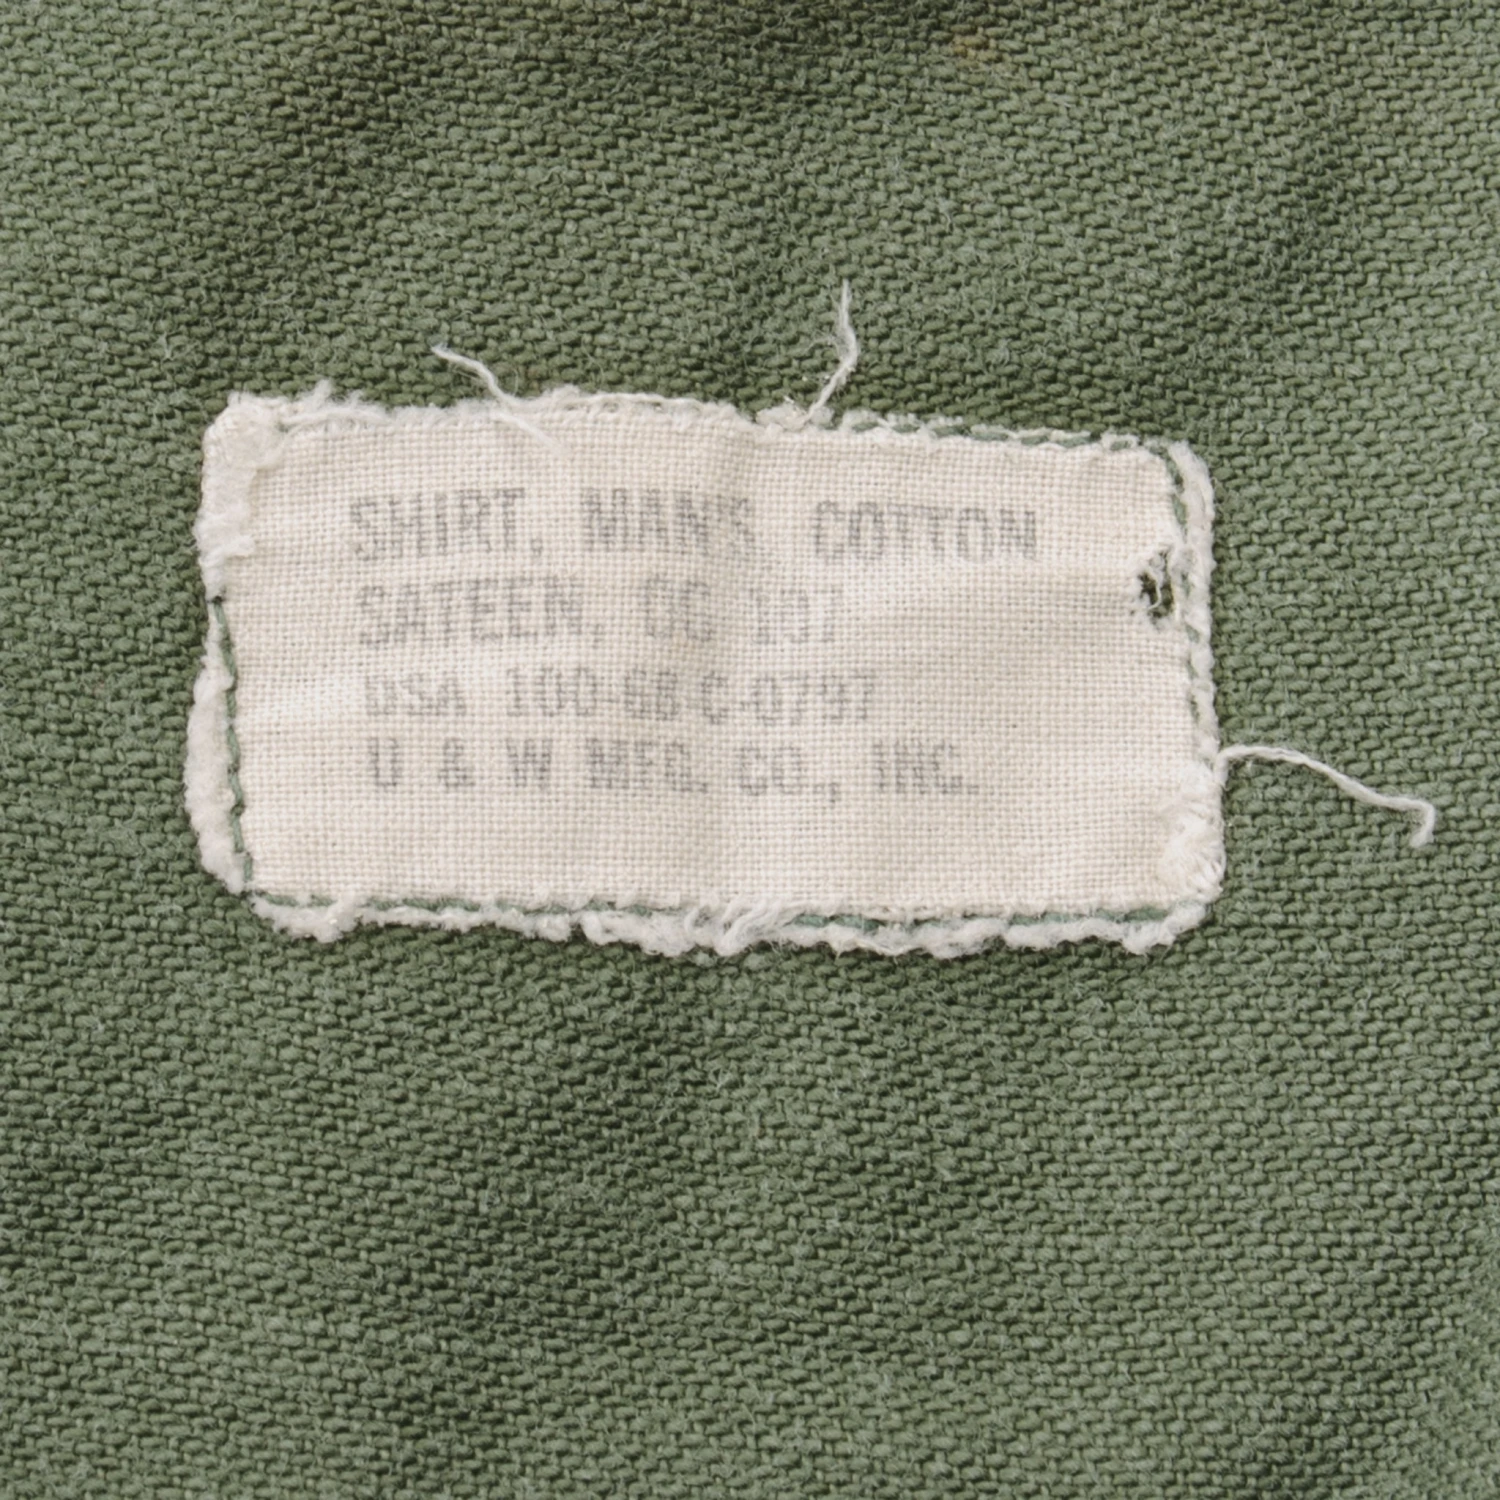 SHIRT, MAN'S, COTTON
SATEEN, OG 107
DSA 100-68 C-0797
U & W MFG. CO., INC.